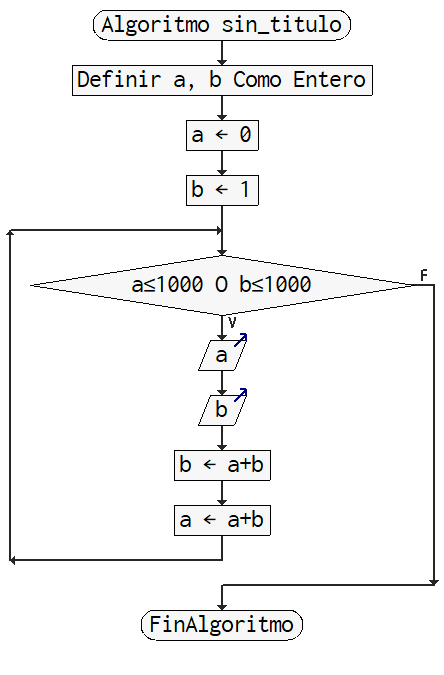 Algoritmo sin_titulo
Definir a, b Como Entero
a ← 0
b ← 1
a≤1000 O b≤1000
F
V
a
b
b ← a+b
a ← a+b
FinAlgoritmo